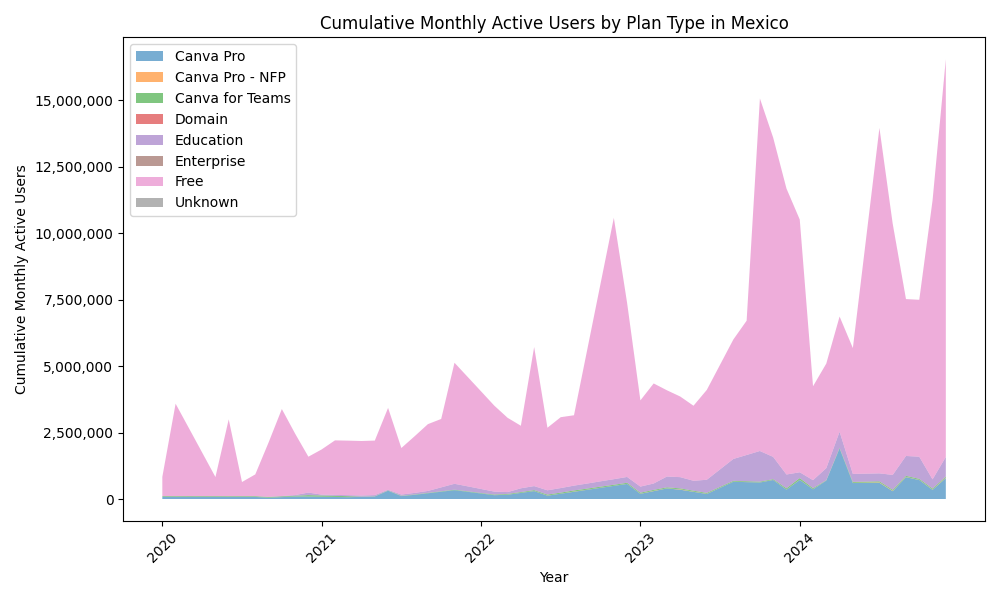 Cumulative Monthly Active Users by Plan Type in Mexico
Canva Pro
Canva Pro - NFP
Canva for Teams
Domain
Education
Enterprise
Free
Unknown
15,000,000
12,500,000
10,000,000
7,500,000
5,000,000
2,500,000
0
Cumulative Monthly Active Users
2020
2021
2022
2023
2024
Year